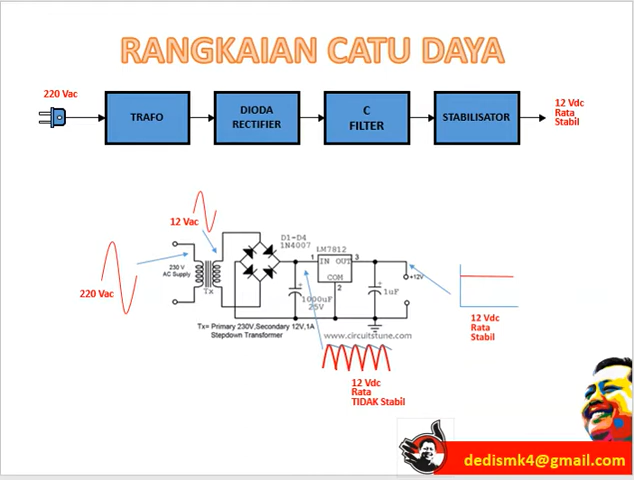 RANGKAIAN CATU DAYA
220 Vac
TRAFO
DIODA
RECTIFIER
C
FILTER
STABILISATOR
12 Vdc
Rata
Stabil
12 Vac
D1-D4
1N4007
LM7812
1
IN OUT
3
COM
2
230 V
AC Supply
Tx
+
1000uF
25V
+
1uF
+12V
220 Vac
12 Vdc
Rata
Stabil
Tx= Primary 230V,Secondary 12V,1A
Stepdown Transformer
www.circuitstune.com
12 Vdc
Rata
TIDAK Stabil
dedismk4@gmail.com